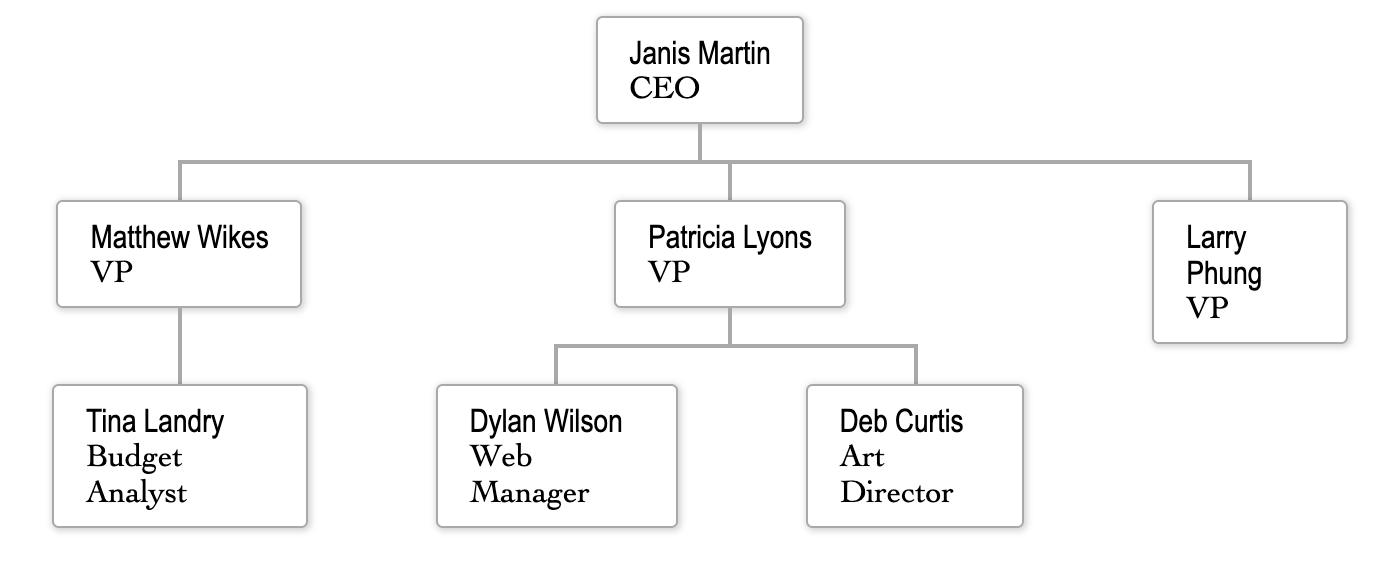 Janis Martin
CEO
Matthew Wikes
VP
Patricia Lyons
VP
Larry
Phung
VP
Tina Landry
Budget
Analyst
Dylan Wilson
Web
Manager
Deb Curtis
Art
Director